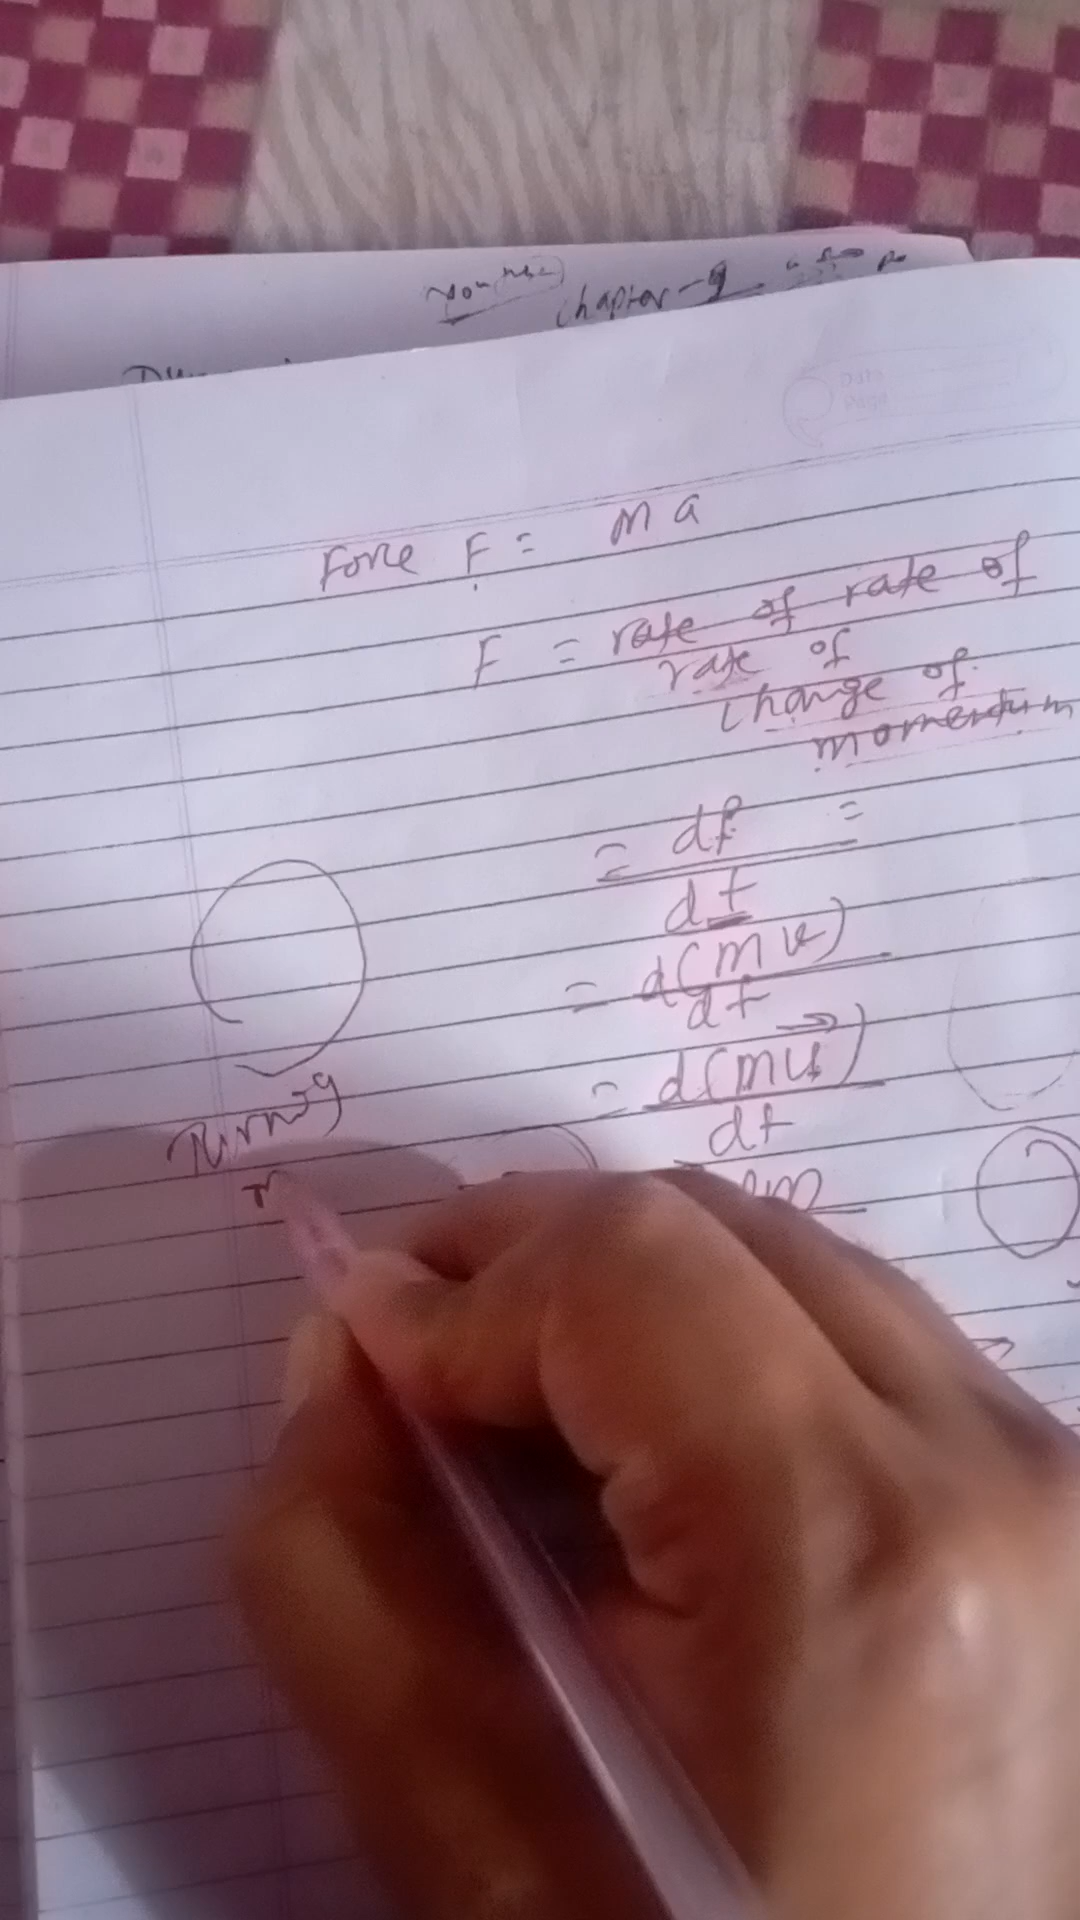 Chapter-9
Force F = ma
F = rate of rate of
rate of
change of
momentum
= dP =
dt
= d(mv)
dt
= d(mv)
dt
Turning